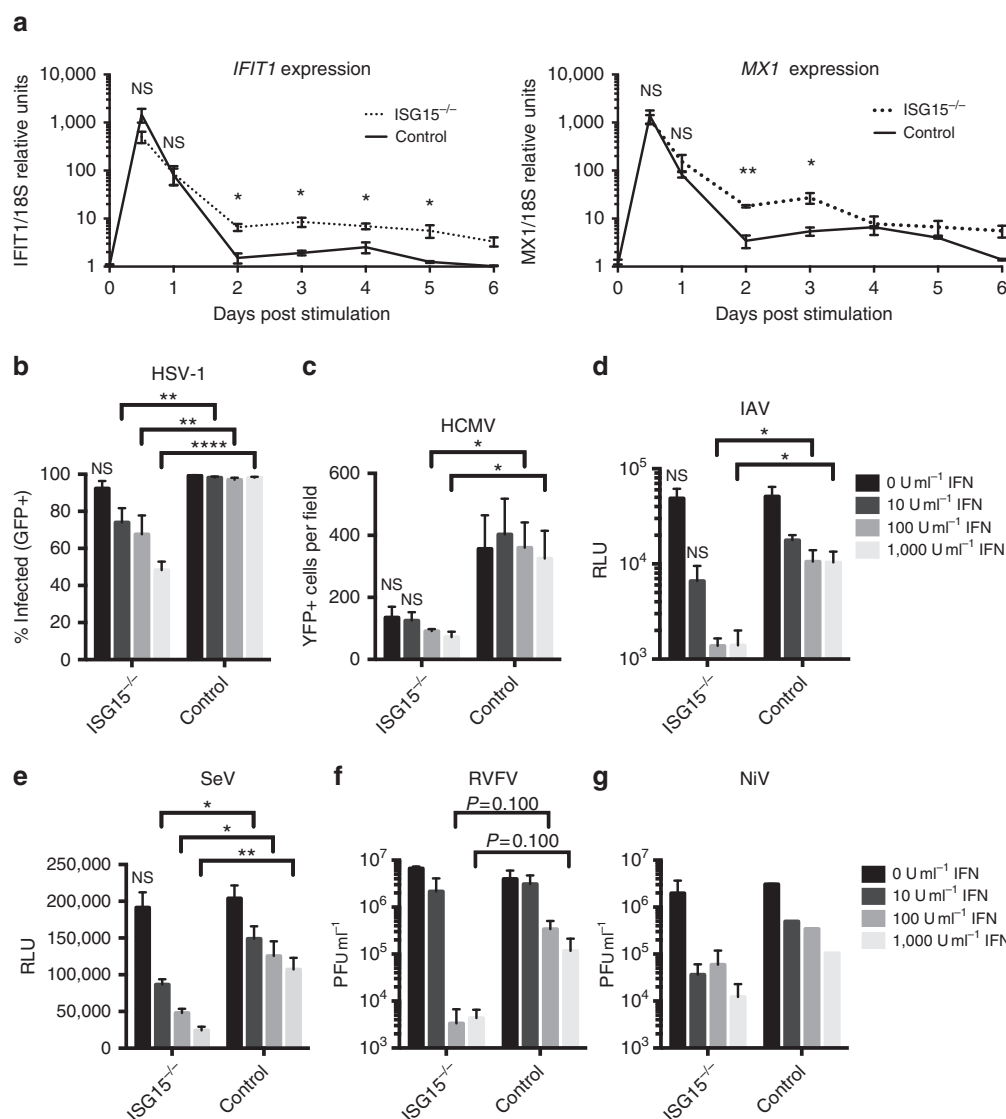 a
IFIT1 expression
IFIT1/18S relative units
10,000
1,000
100
10
1
NS
NS
*
*
*
*
ISG15⁻/⁻
Control
0 1 2 3 4 5 6
Days post stimulation
MX1 expression
MX1/18S relative units
10,000
1,000
100
10
1
NS
NS
**
*
ISG15⁻/⁻
Control
0 1 2 3 4 5 6
Days post stimulation
b
HSV-1
**
**
****
NS
% Infected (GFP+)
100
80
60
40
20
0
ISG15⁻/⁻
Control
c
HCMV
*
*
NS
NS
YFP+ cells per field
600
400
200
0
ISG15⁻/⁻
Control
d
IAV
*
*
NS
NS
RLU
10⁵
10⁴
10³
ISG15⁻/⁻
Control
0 U ml⁻¹ IFN
10 U ml⁻¹ IFN
100 U ml⁻¹ IFN
1,000 U ml⁻¹ IFN
e
SeV
*
*
**
NS
RLU
250,000
200,000
150,000
100,000
50,000
0
ISG15⁻/⁻
Control
f
RVFV
P=0.100
P=0.100
PFU ml⁻¹
10⁷
10⁶
10⁵
10⁴
10³
ISG15⁻/⁻
Control
g
NiV
PFU ml⁻¹
10⁷
10⁶
10⁵
10⁴
10³
ISG15⁻/⁻
Control
0 U ml⁻¹ IFN
10 U ml⁻¹ IFN
100 U ml⁻¹ IFN
1,000 U ml⁻¹ IFN